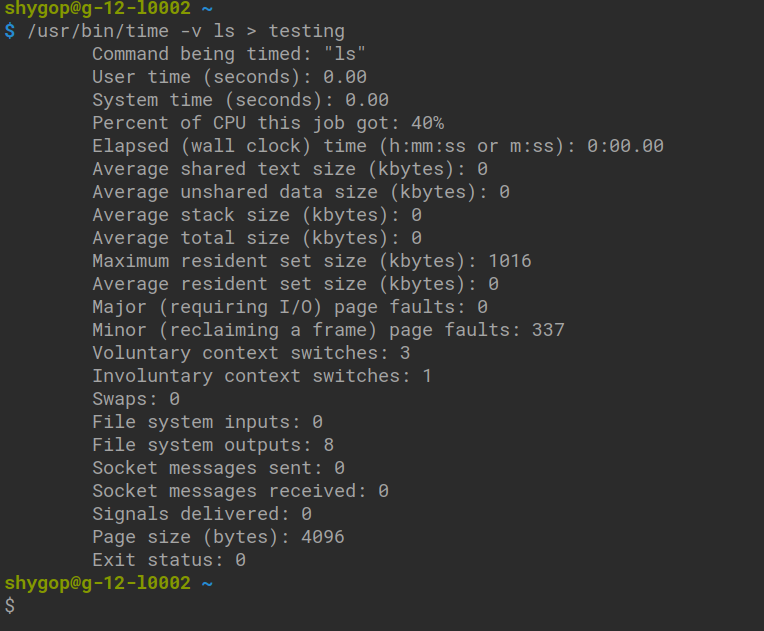 shygop@g-12-l0002 ~
$ /usr/bin/time -v ls > testing
Command being timed: "ls"
User time (seconds): 0.00
System time (seconds): 0.00
Percent of CPU this job got: 40%
Elapsed (wall clock) time (h:mm:ss or m:ss): 0:00.00
Average shared text size (kbytes): 0
Average unshared data size (kbytes): 0
Average stack size (kbytes): 0
Average total size (kbytes): 0
Maximum resident set size (kbytes): 1016
Average resident set size (kbytes): 0
Major (requiring I/O) page faults: 0
Minor (reclaiming a frame) page faults: 337
Voluntary context switches: 3
Involuntary context switches: 1
Swaps: 0
File system inputs: 0
File system outputs: 8
Socket messages sent: 0
Socket messages received: 0
Signals delivered: 0
Page size (bytes): 4096
Exit status: 0
shygop@g-12-l0002 ~
$